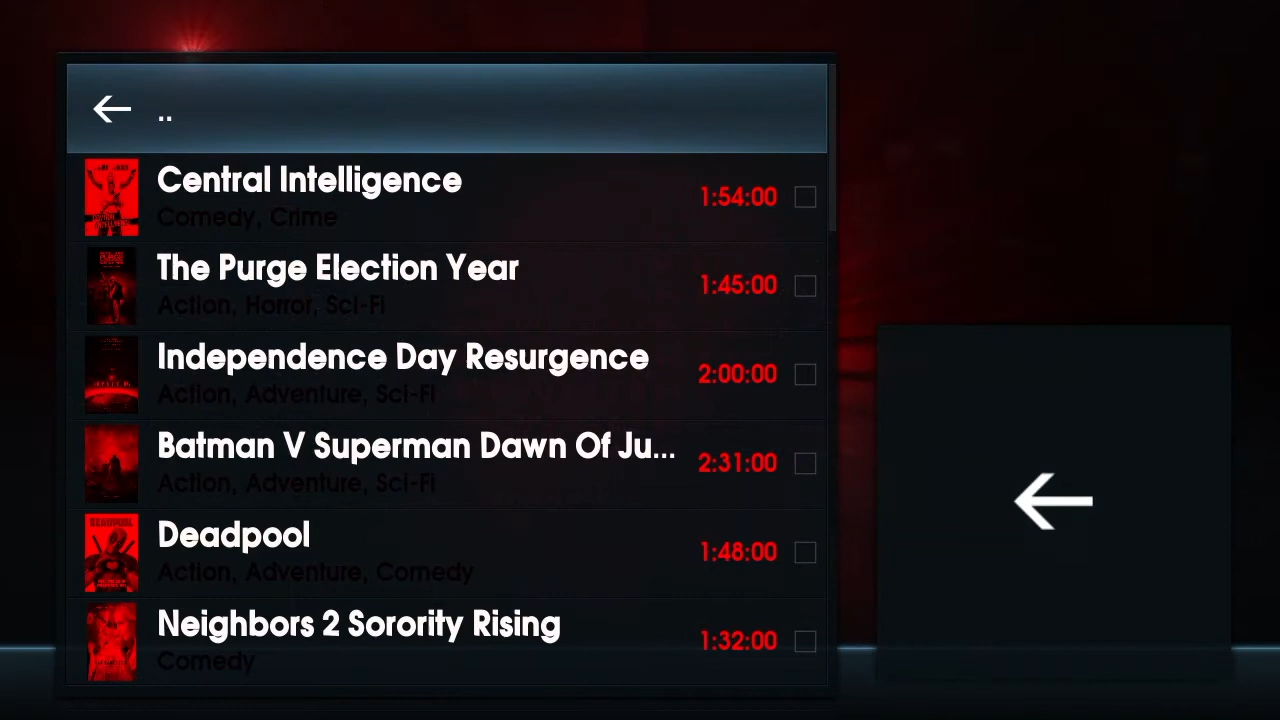 ..
Central Intelligence
Comedy, Crime
1:54:00
The Purge Election Year
Action, Horror, Sci-Fi
1:45:00
Independence Day Resurgence
Action, Adventure, Sci-Fi
2:00:00
Batman V Superman Dawn Of Ju...
Action, Adventure, Sci-Fi
2:31:00
Deadpool
Action, Adventure, Comedy
1:48:00
DEADPOOL
Neighbors 2 Sorority Rising
Comedy
1:32:00